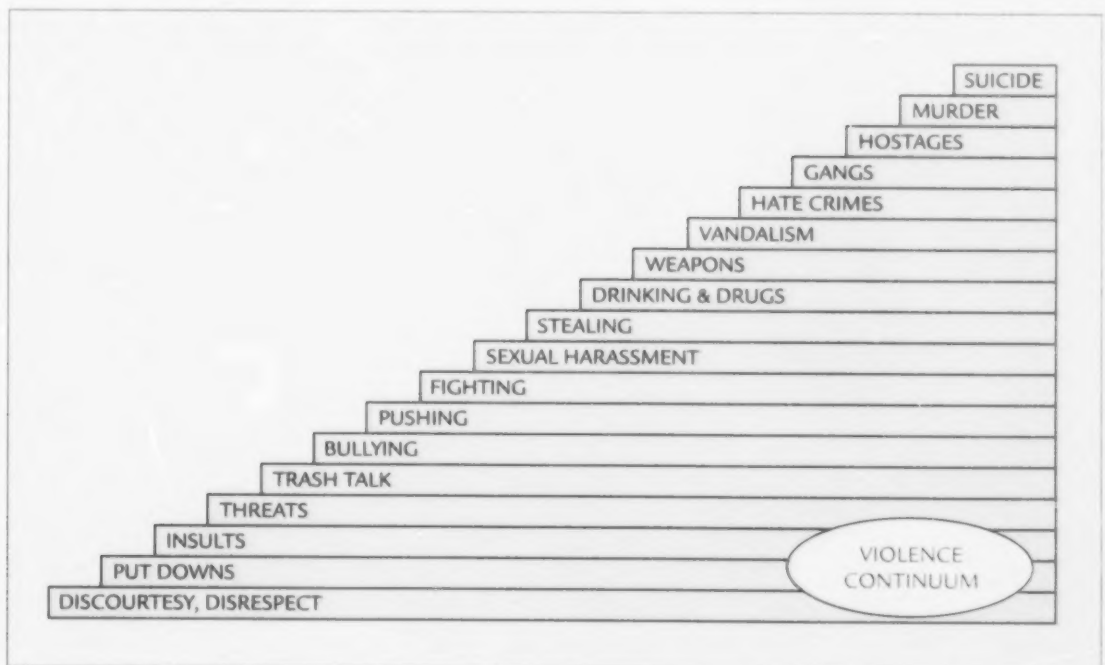 SUICIDE
MURDER
HOSTAGES
GANGS
HATE CRIMES
VANDALISM
WEAPONS
DRINKING & DRUGS
STEALING
SEXUAL HARASSMENT
FIGHTING
PUSHING
BULLYING
TRASH TALK
THREATS
INSULTS
PUT DOWNS
DISCOURTESY, DISRESPECT
VIOLENCE
CONTINUUM